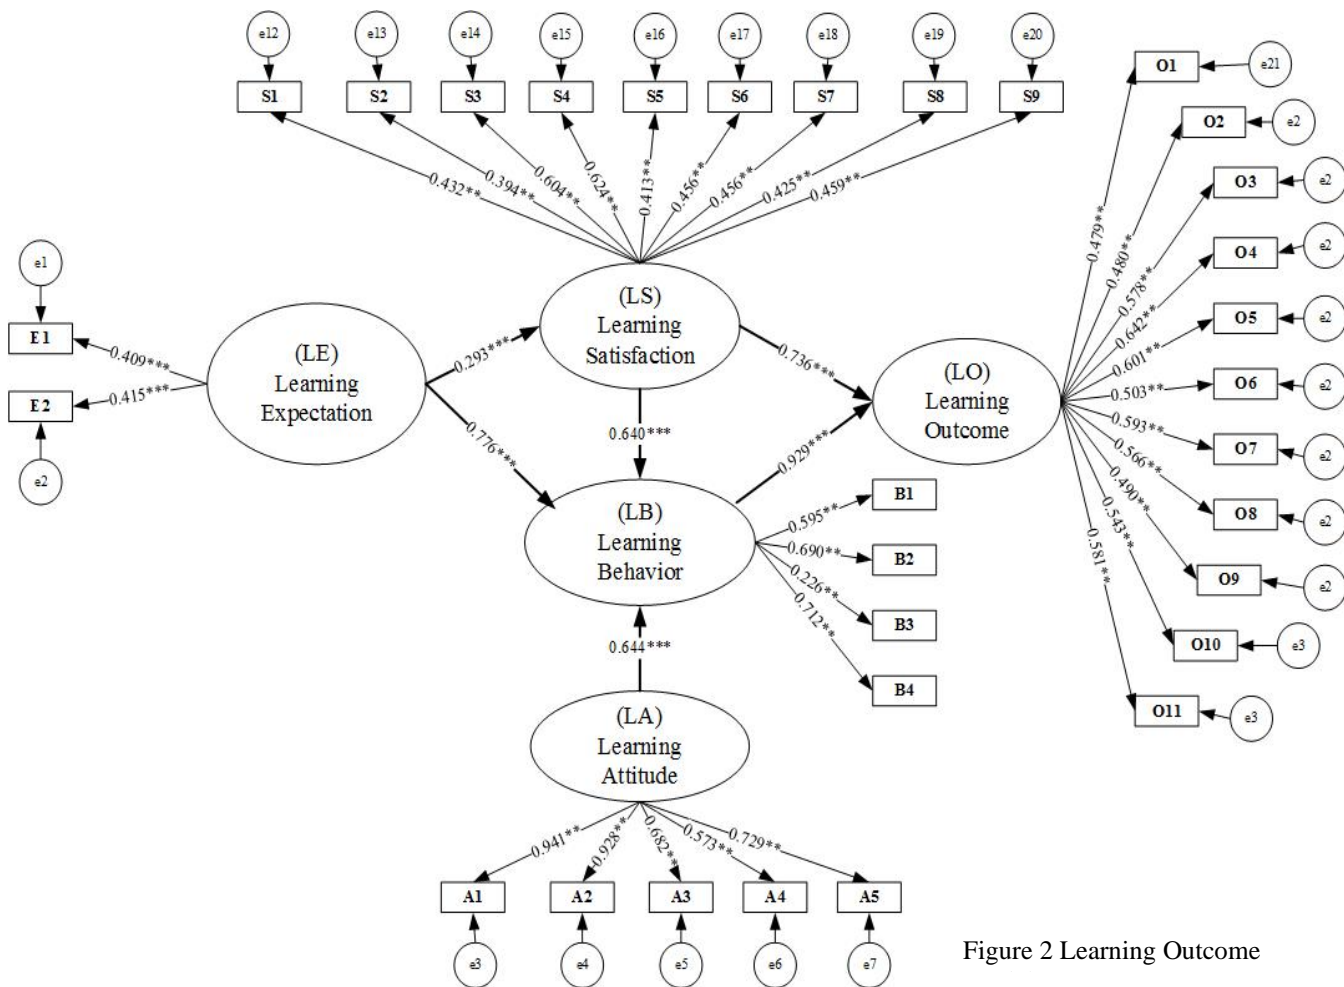 e12 e13 e14 e15 e16 e17 e18 e19 e20
S1 S2 S3 S4 S5 S6 S7 S8 S9
0.432** 0.394** 0.604** 0.624** 0.413** 0.456** 0.456** 0.425** 0.459**
O1 e21
O2 e2
O3 e2
O4 e2
O5 e2
O6 e2
O7 e2
O8 e2
O9 e2
O10 e3
O11 e3
0.479**
0.480**
0.578**
0.642**
0.601**
0.503**
0.593**
0.566**
0.490**
0.543**
0.581**
e1
E1
0.409***
E2
0.415***
e2
(LE)
Learning
Expectation
0.293***
0.776***
(LS)
Learning
Satisfaction
0.736***
0.640***
(LO)
Learning
Outcome
0.929***
(LB)
Learning
Behavior
0.595** B1
0.690** B2
0.226** B3
0.712** B4
0.644***
(LA)
Learning
Attitude
0.941** 0.928** 0.682** 0.573** 0.729**
A1 A2 A3 A4 A5
e3 e4 e5 e6 e7
Figure 2 Learning Outcome